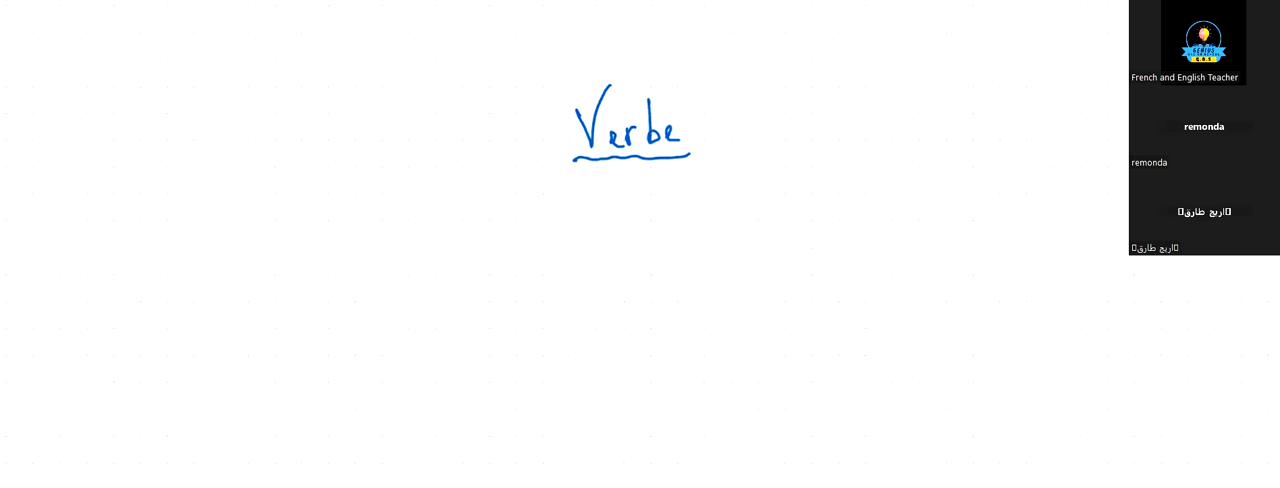 Verbe
GENIUS
G.B.S
French and English Teacher
remonda
remonda
اريج طارق
اريج طارق